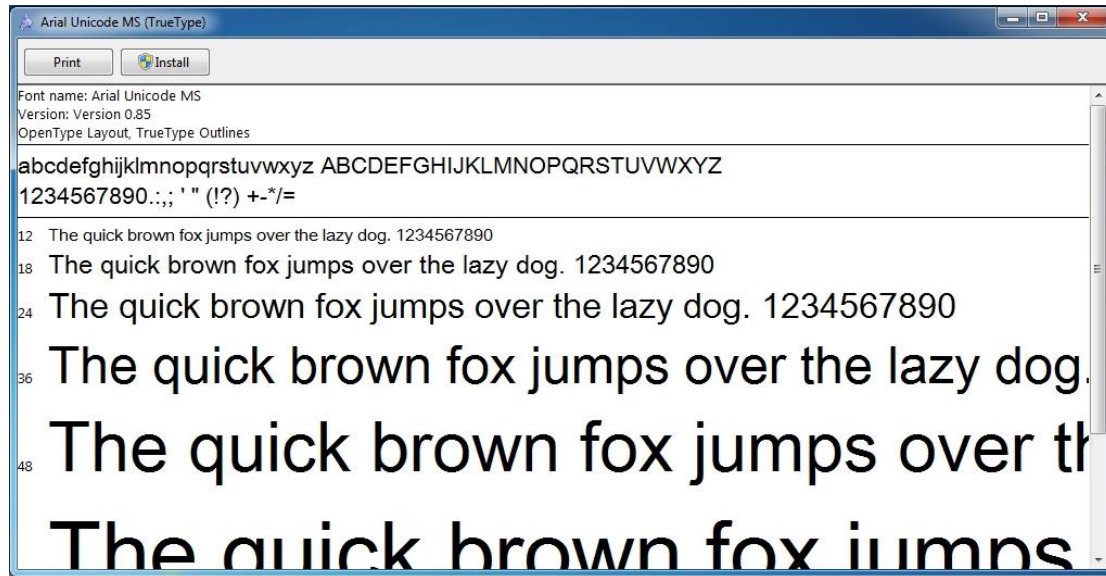 Arial Unicode MS (TrueType)
Print Install
Font name: Arial Unicode MS
Version: Version 0.85
OpenType Layout, TrueType Outlines
abcdefghijklmnopqrstuvwxyz ABCDEFGHIJKLMNOPQRSTUVWXYZ
1234567890.:,; ' " (!?) +-*/=
12 The quick brown fox jumps over the lazy dog. 1234567890
18 The quick brown fox jumps over the lazy dog. 1234567890
24 The quick brown fox jumps over the lazy dog. 1234567890
36 The quick brown fox jumps over the lazy dog.
48 The quick brown fox jumps over th
The quick brown fox jumps